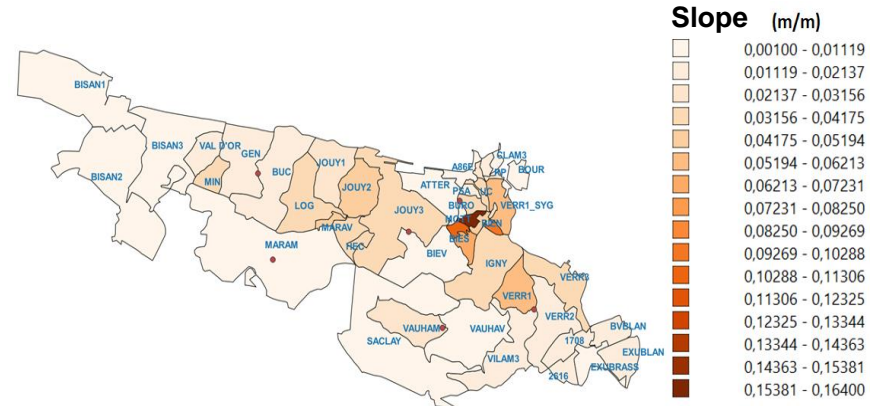 Slope (m/m)
0,00100 - 0,01119
0,01119 - 0,02137
0,02137 - 0,03156
0,03156 - 0,04175
0,04175 - 0,05194
0,05194 - 0,06213
0,06213 - 0,07231
0,07231 - 0,08250
0,08250 - 0,09269
0,09269 - 0,10288
0,10288 - 0,11306
0,11306 - 0,12325
0,12325 - 0,13344
0,13344 - 0,14363
0,14363 - 0,15381
0,15381 - 0,16400
BISAN1
BISAN3
VAL D'OR
GEN
BISAN2
MIN
BUC
JOUY1
JOUY2
LOG
JOUY3
MARAV
HEC
MARAM
ATTER
A86E
CLAM3
BOUR
PSA
BURO
VERR1_SYG
BIES
BIEV
IGNY
VERR3
VERR1
VERR2
VAUHAM
VAUHAV
SACLAY
VILAM3
1708
2616
BVBLAN
EXUBLAN
EXUBRASS